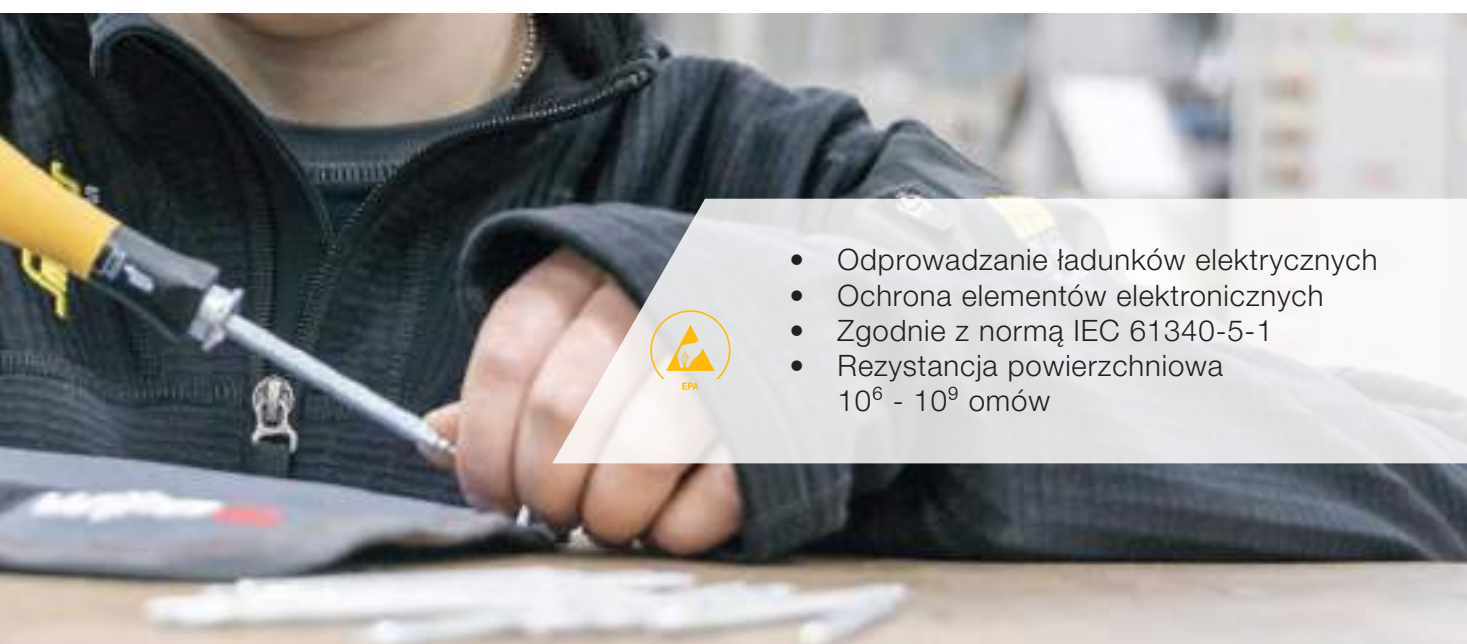 • Odprowadzanie ładunków elektrycznych
• Ochrona elementów elektronicznych
• Zgodnie z normą IEC 61340-5-1
• Rezystancja powierzchniowa
10⁶ - 10⁹ omów
EPA